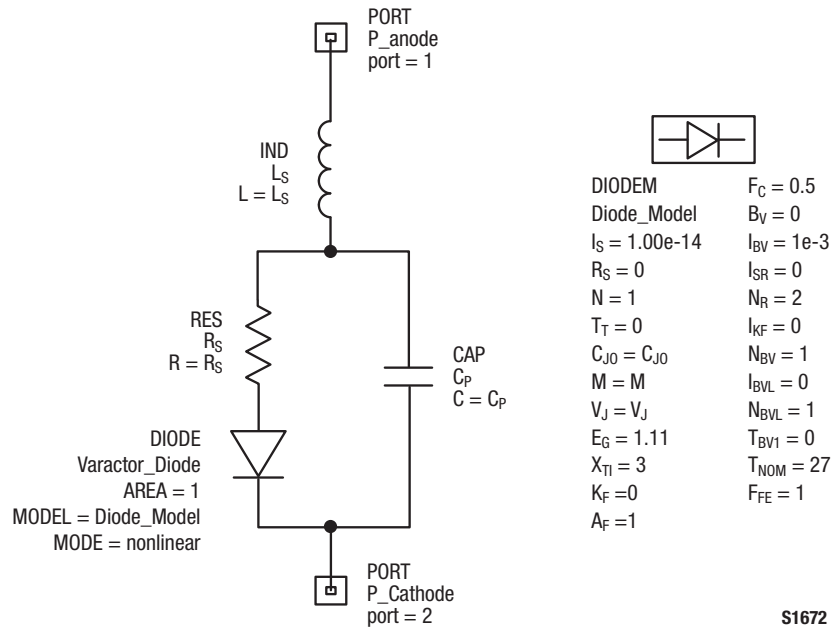 PORT
P_anode
port = 1
IND
LS
L = LS
RES
RS
R = RS
CAP
CP
C = CP
DIODE
Varactor_Diode
AREA = 1
MODEL = Diode_Model
MODE = nonlinear
PORT
P_Cathode
port = 2
DIODEM
Diode_Model
IS = 1.00e-14
RS = 0
N = 1
TT = 0
CJO = CJO
M = M
VJ = VJ
EG = 1.11
XTI = 3
KF =0
AF =1
FC = 0.5
BV = 0
IBV = 1e-3
ISR = 0
NR = 2
IKF = 0
NBV = 1
IBVL = 0
NBVL = 1
TBV1 = 0
TNOM = 27
FFE = 1
S1672